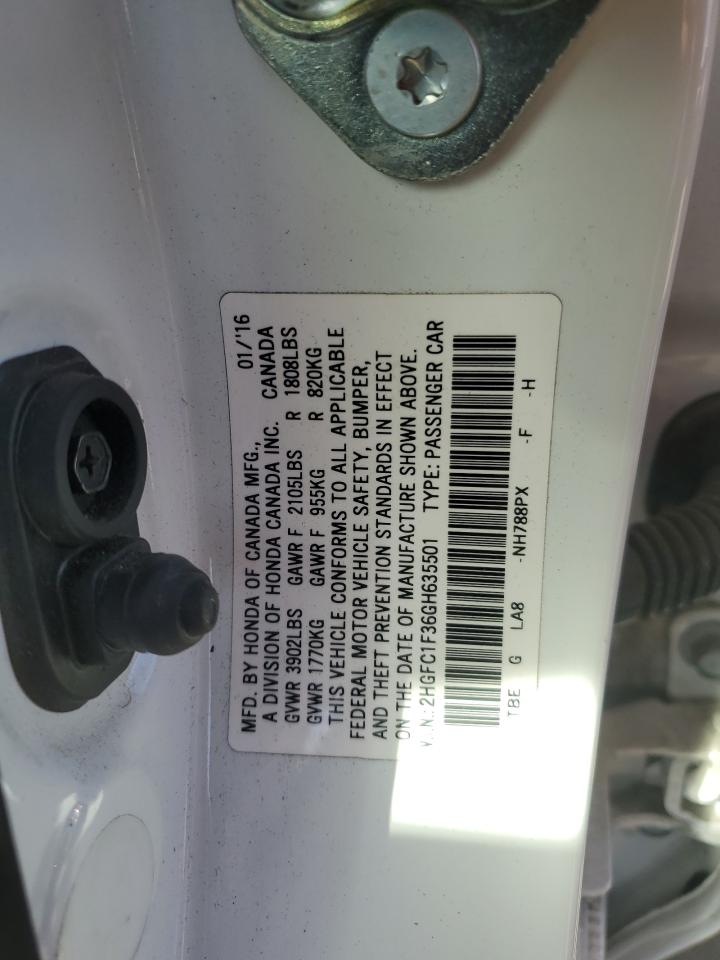 MFD. BY HONDA OF CANADA MFG., 01/'16
A DIVISION OF HONDA CANADA INC. CANADA
GVWR 3902LBS GAWR F 2105LBS R 1808LBS
GVWR 1770KG GAWR F 955KG R 820KG
THIS VEHICLE CONFORMS TO ALL APPLICABLE
FEDERAL MOTOR VEHICLE SAFETY, BUMPER,
AND THEFT PREVENTION STANDARDS IN EFFECT
ON THE DATE OF MANUFACTURE SHOWN ABOVE.
V.I.N.:2HGFC1F36GH635501 TYPE: PASSENGER CAR
TBE G LA8 -NH788PX -F -H